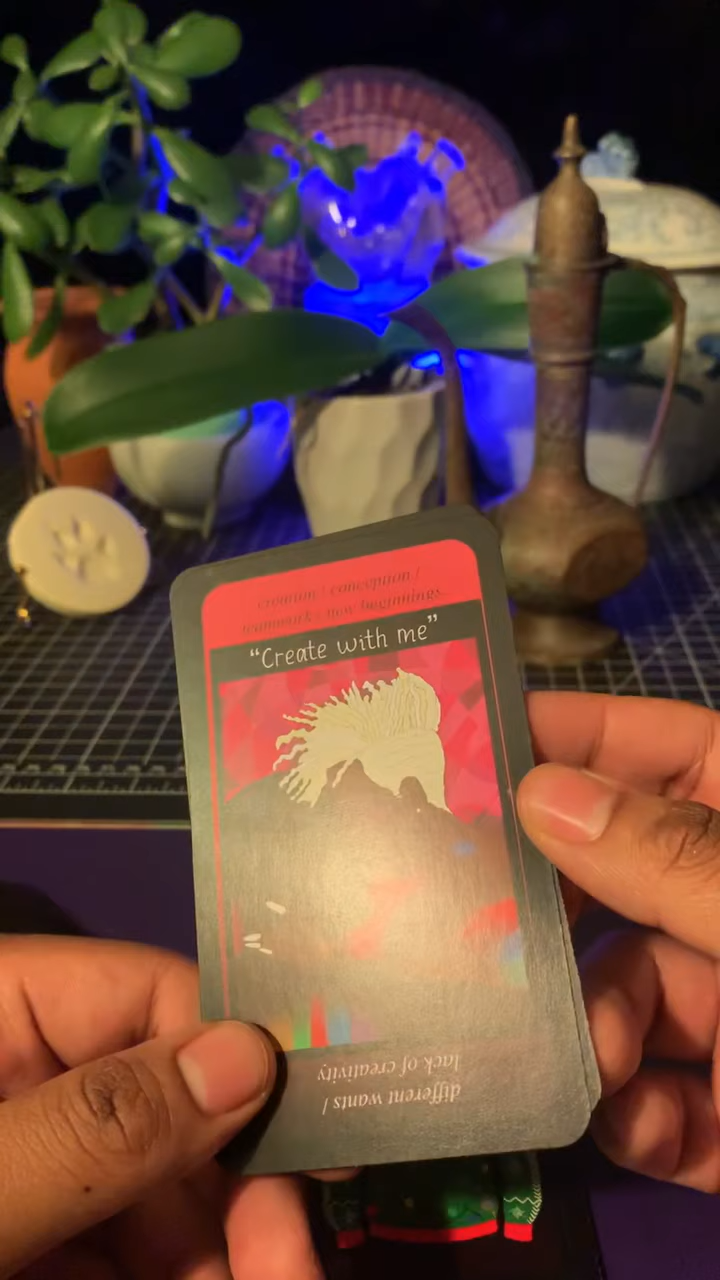 creation / conception /
teamwork / new beginnings
“Create with me”
different wants /
lack of creativity